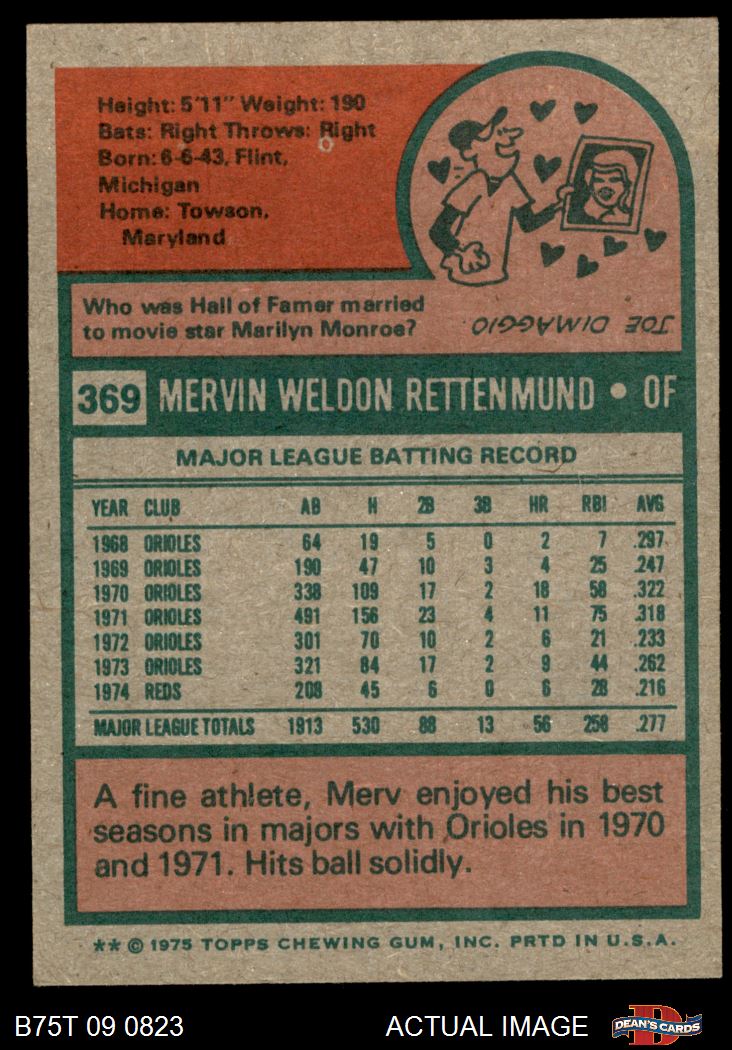 Height: 5'11" Weight: 190
Bats: Right Throws: Right
Born: 6-6-43, Flint,
Michigan
Home: Towson,
Maryland
Who was Hall of Famer married
to movie star Marilyn Monroe?
JOE DIMAGGIO
369 MERVIN WELDON RETTENMUND • OF
MAJOR LEAGUE BATTING RECORD
YEAR CLUB AB H 2B 3B HR RBI AVG
1968 ORIOLES 64 19 5 0 2 7 .297
1969 ORIOLES 190 47 10 3 4 25 .247
1970 ORIOLES 338 109 17 2 18 58 .322
1971 ORIOLES 491 156 23 4 11 75 .318
1972 ORIOLES 301 70 10 2 6 21 .233
1973 ORIOLES 321 84 17 2 9 44 .262
1974 REDS 208 45 6 0 6 28 .216
MAJOR LEAGUE TOTALS 1913 530 88 13 56 258 .277
A fine athlete, Merv enjoyed his best
seasons in majors with Orioles in 1970
and 1971. Hits ball solidly.
** © 1975 TOPPS CHEWING GUM, INC. PRTD IN U.S.A.
B75T 09 0823 ACTUAL IMAGE DEAN'S CARDS